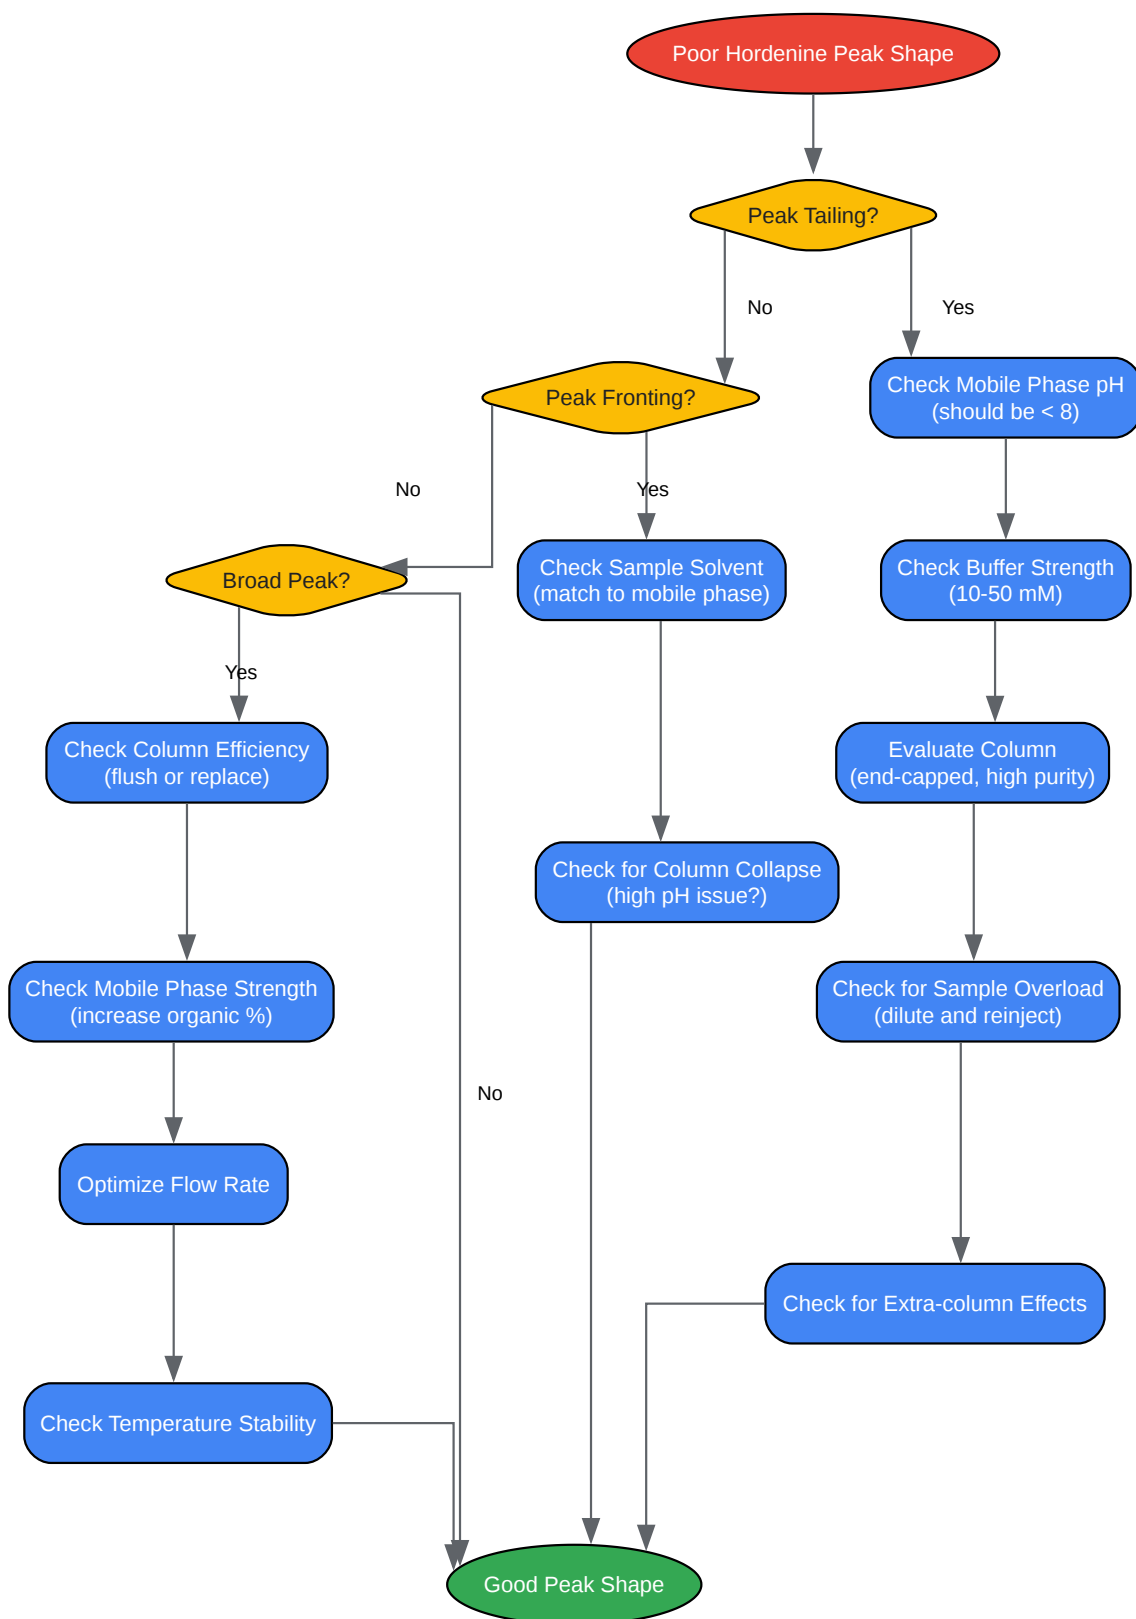 Poor Hordenine Peak Shape
Peak Tailing?
No
Yes
Peak Fronting?
Check Mobile Phase pH
(should be < 8)
No
Yes
Broad Peak?
Check Sample Solvent
(match to mobile phase)
Check Buffer Strength
(10-50 mM)
Yes
Check Column Efficiency
(flush or replace)
Evaluate Column
(end-capped, high purity)
Check for Column Collapse
(high pH issue?)
Check Mobile Phase Strength
(increase organic %)
Check for Sample Overload
(dilute and reinject)
No
Optimize Flow Rate
Check for Extra-column Effects
Check Temperature Stability
Good Peak Shape